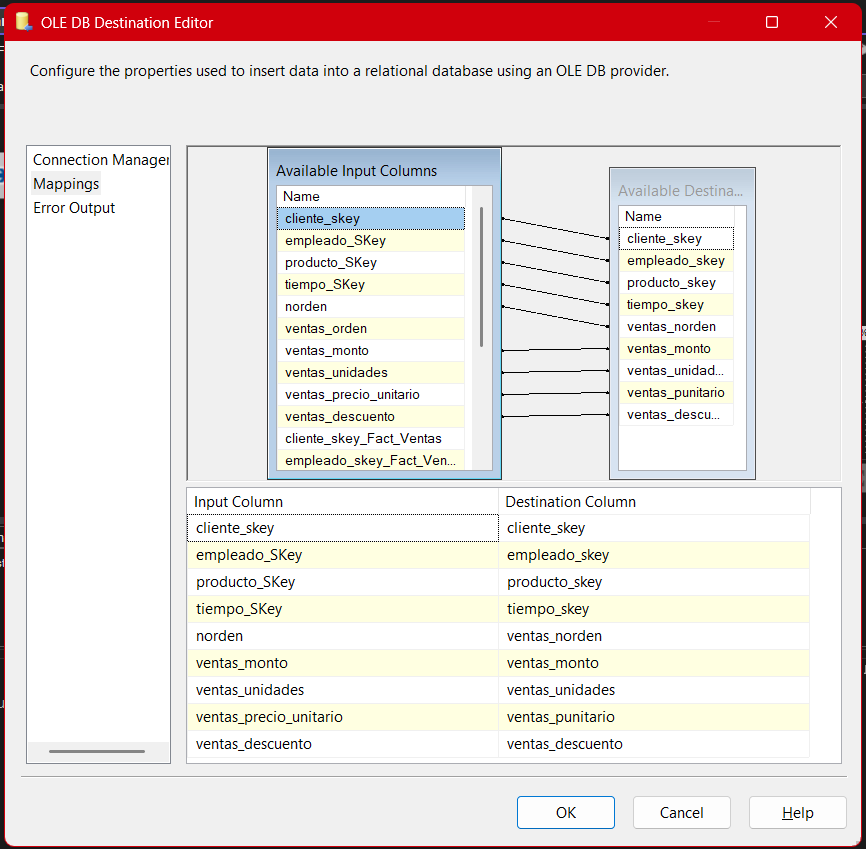 OLE DB Destination Editor
Configure the properties used to insert data into a relational database using an OLE DB provider.
Connection Manager
Mappings
Error Output
Available Input Columns
Name
cliente_skey
empleado_SKey
producto_SKey
tiempo_SKey
norden
ventas_orden
ventas_monto
ventas_unidades
ventas_precio_unitario
ventas_descuento
cliente_skey_Fact_Ventas
empleado_skey_Fact_Ven...
Available Destina...
Name
cliente_skey
empleado_skey
producto_skey
tiempo_skey
ventas_norden
ventas_monto
ventas_unidad...
ventas_punitario
ventas_descu...
Input Column Destination Column
cliente_skey cliente_skey
empleado_SKey empleado_skey
producto_SKey producto_skey
tiempo_SKey tiempo_skey
norden ventas_norden
ventas_monto ventas_monto
ventas_unidades ventas_unidades
ventas_precio_unitario ventas_punitario
ventas_descuento ventas_descuento
OK Cancel Help